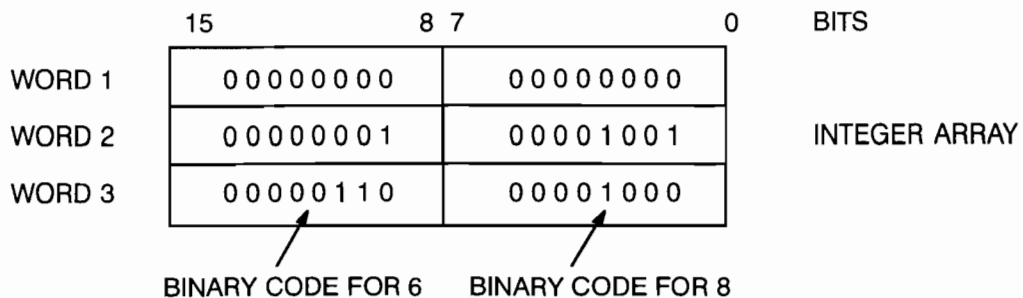 15 8 7 0 BITS
WORD 1 00000000 00000000
WORD 2 00000001 00001001 INTEGER ARRAY
WORD 3 00000110 00001000
BINARY CODE FOR 6 BINARY CODE FOR 8